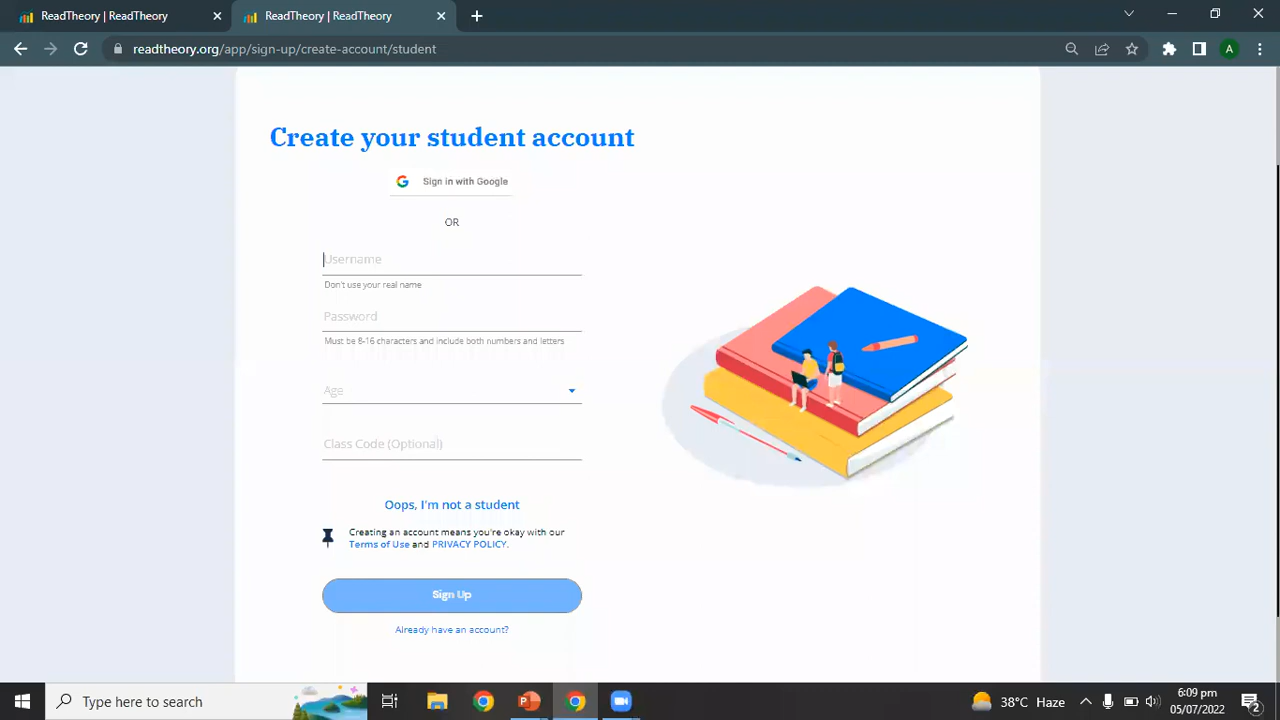 ReadTheory
ReadTheory
readtheory.org/app/sign-up/create-account/student
A
Create your student account
Sign in with Google
OR
Username
Don't use your real name
Password
Must be 8-16 characters and include both numbers and letters
Age
Class Code (Optional)
Oops, I'm not a student
Creating an account means you're okay with our
Terms of Use and PRIVACY POLICY.
Sign Up
Already have an account?
Type here to search
38°C Haze
6:09 pm
05/07/2022
2